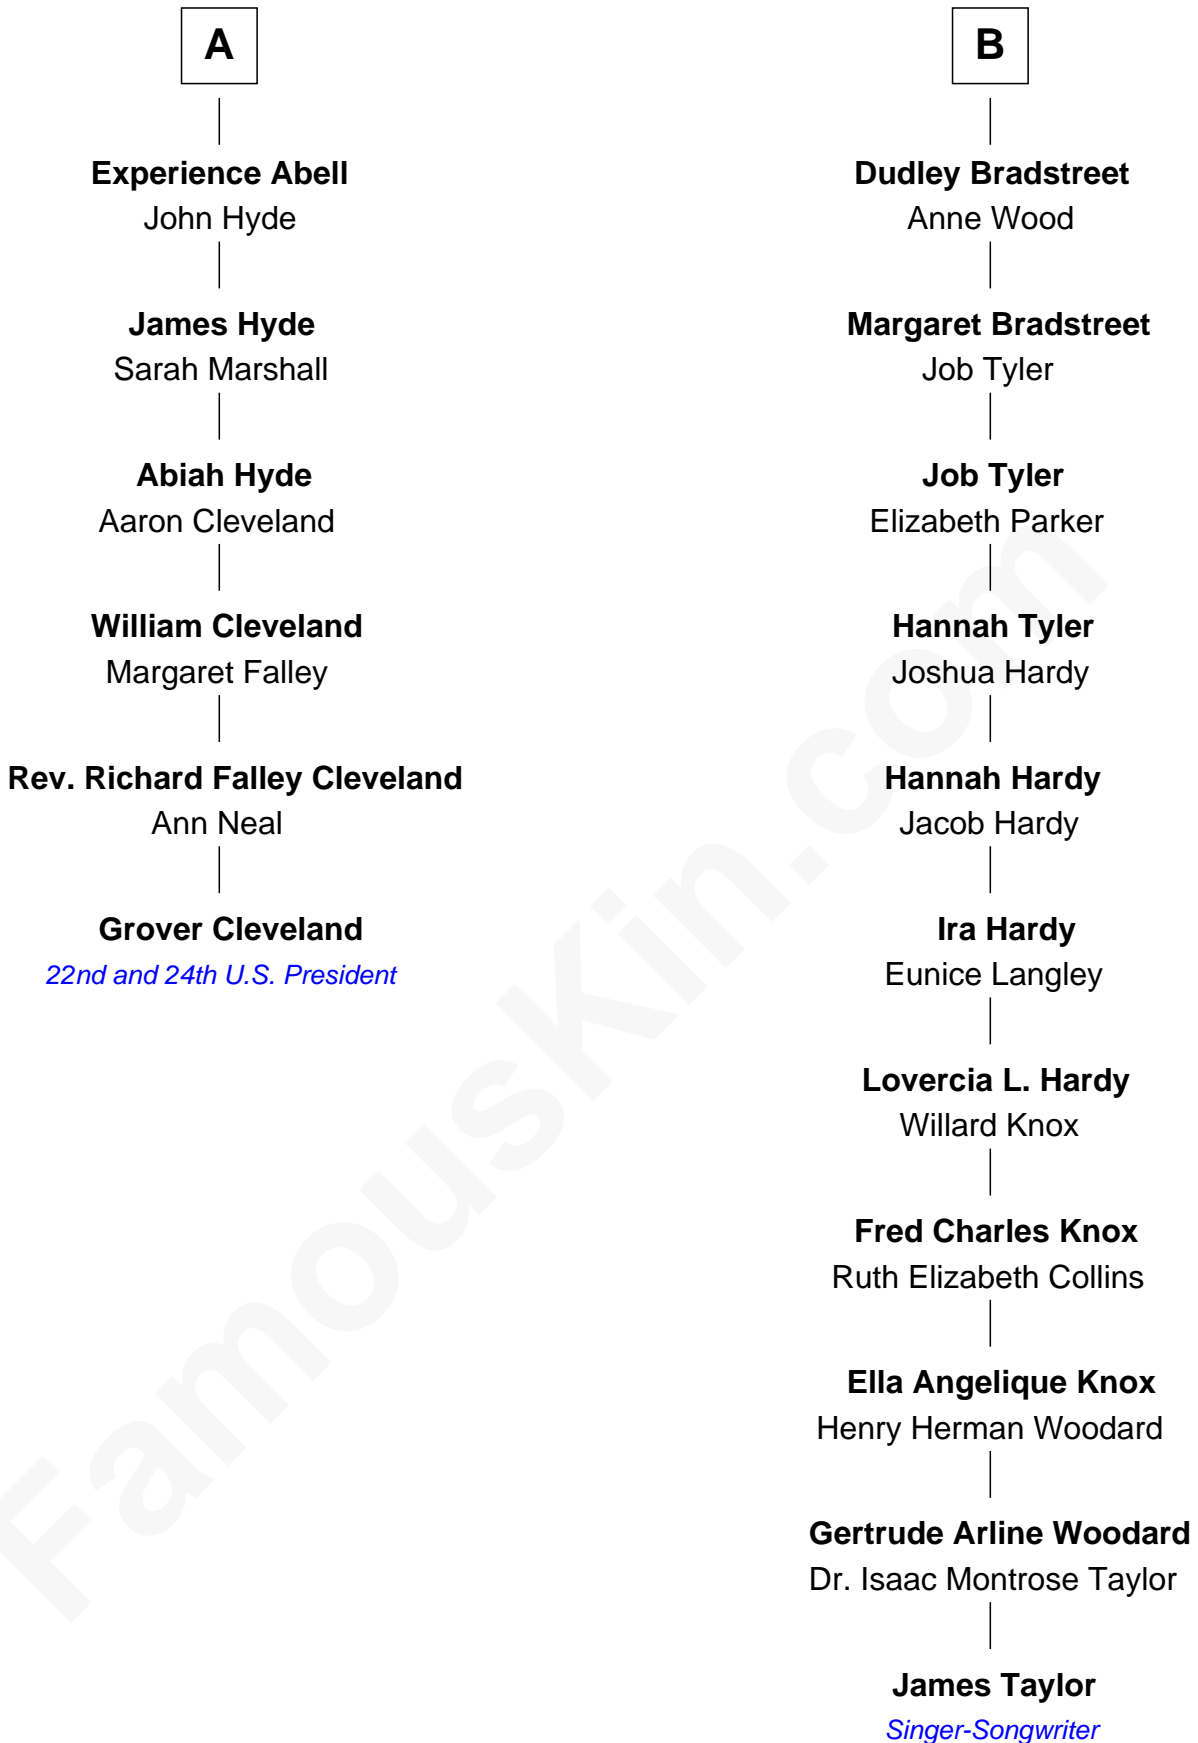 A
Experience Abell
John Hyde
James Hyde
Sarah Marshall
Abiah Hyde
Aaron Cleveland
William Cleveland
Margaret Falley
Rev. Richard Falley Cleveland
Ann Neal
Grover Cleveland
22nd and 24th U.S. President
B
Dudley Bradstreet
Anne Wood
Margaret Bradstreet
Job Tyler
Job Tyler
Elizabeth Parker
Hannah Tyler
Joshua Hardy
Hannah Hardy
Jacob Hardy
Ira Hardy
Eunice Langley
Lovercia L. Hardy
Willard Knox
Fred Charles Knox
Ruth Elizabeth Collins
Ella Angelique Knox
Henry Herman Woodard
Gertrude Arline Woodard
Dr. Isaac Montrose Taylor
James Taylor
Singer-Songwriter
FamousKin.com